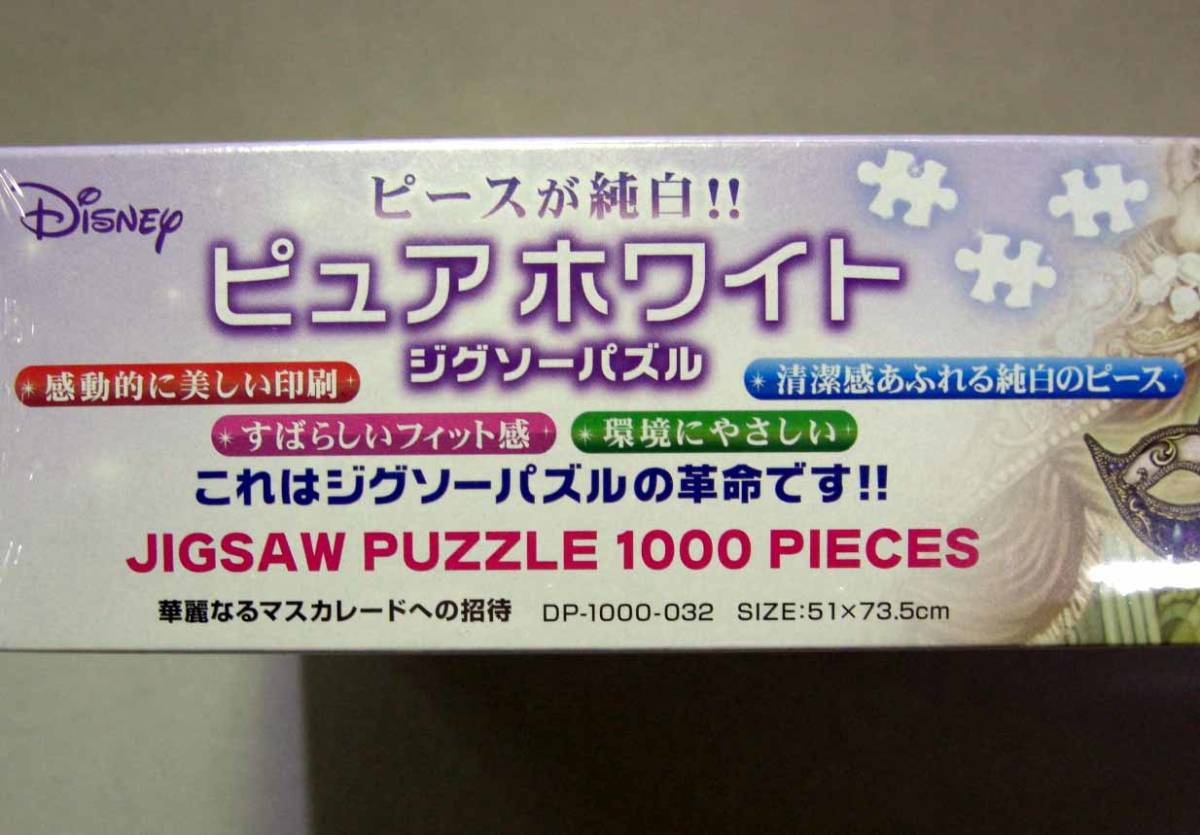 Disney
ピースが純白!!
ピュアホワイト
ジグソーパズル
感動的に美しい印刷
清潔感あふれる純白のピース
すばらしいフィット感
環境にやさしい
これはジグソーパズルの革命です!!
JIGSAW PUZZLE 1000 PIECES
華麗なるマスカレードへの招待 DP-1000-032 SIZE:51×73.5cm